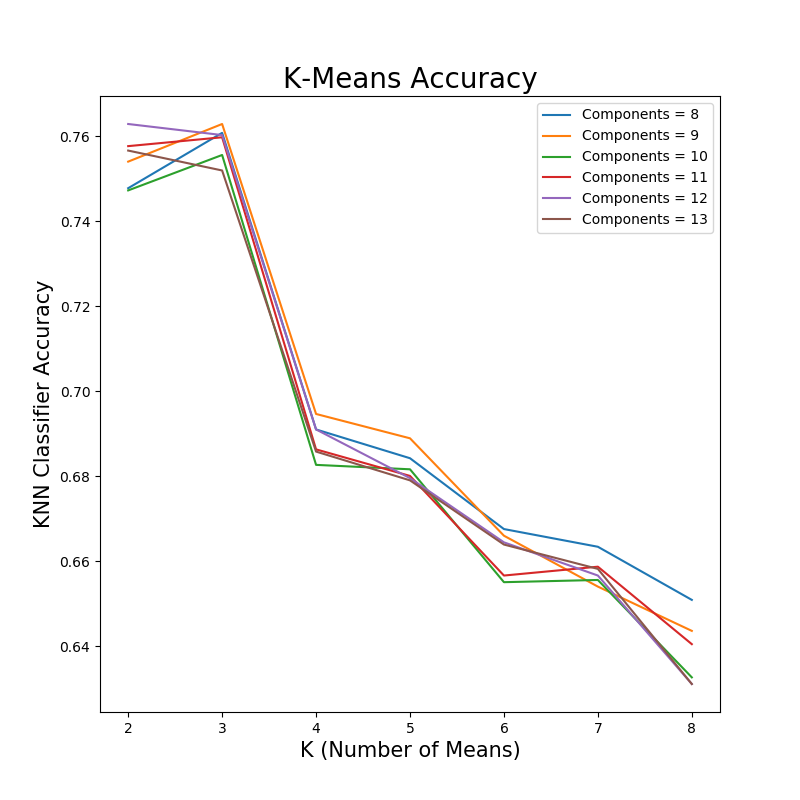 K-Means Accuracy
Components = 8
Components = 9
Components = 10
Components = 11
Components = 12
Components = 13
KNN Classifier Accuracy
0.76
0.74
0.72
0.70
0.68
0.66
0.64
2 3 4 5 6 7 8
K (Number of Means)